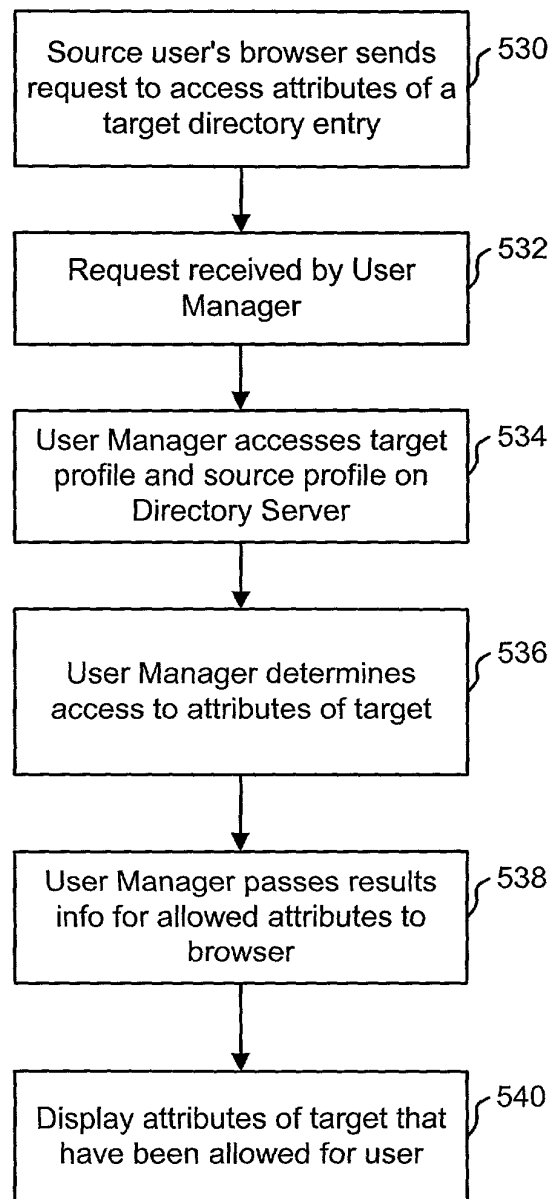 Source user's browser sends
request to access attributes of a
target directory entry
530
Request received by User
Manager
532
User Manager accesses target
profile and source profile on
Directory Server
534
User Manager determines
access to attributes of target
536
User Manager passes results
info for allowed attributes to
browser
538
Display attributes of target that
have been allowed for user
540